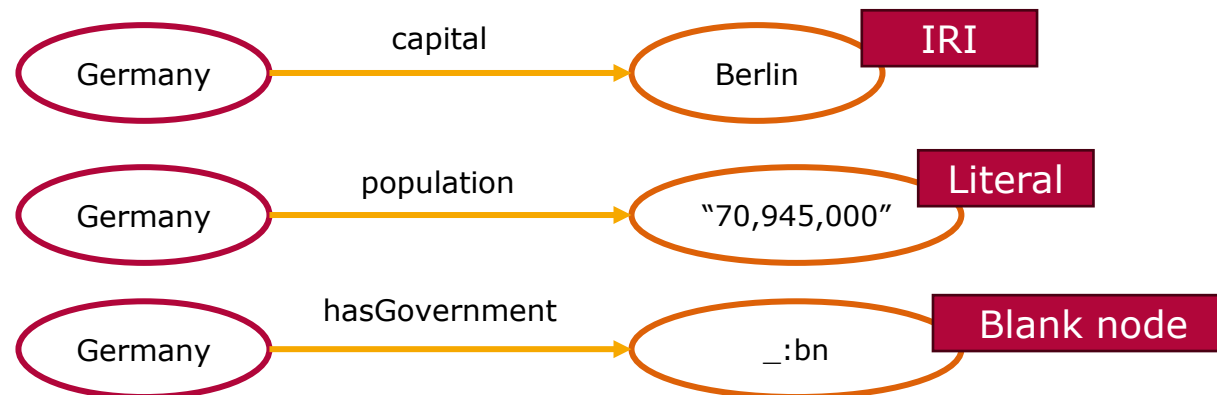 capital
IRI
Germany
Berlin
population
Literal
Germany
“70,945,000”
hasGovernment
Blank node
Germany
_:bn